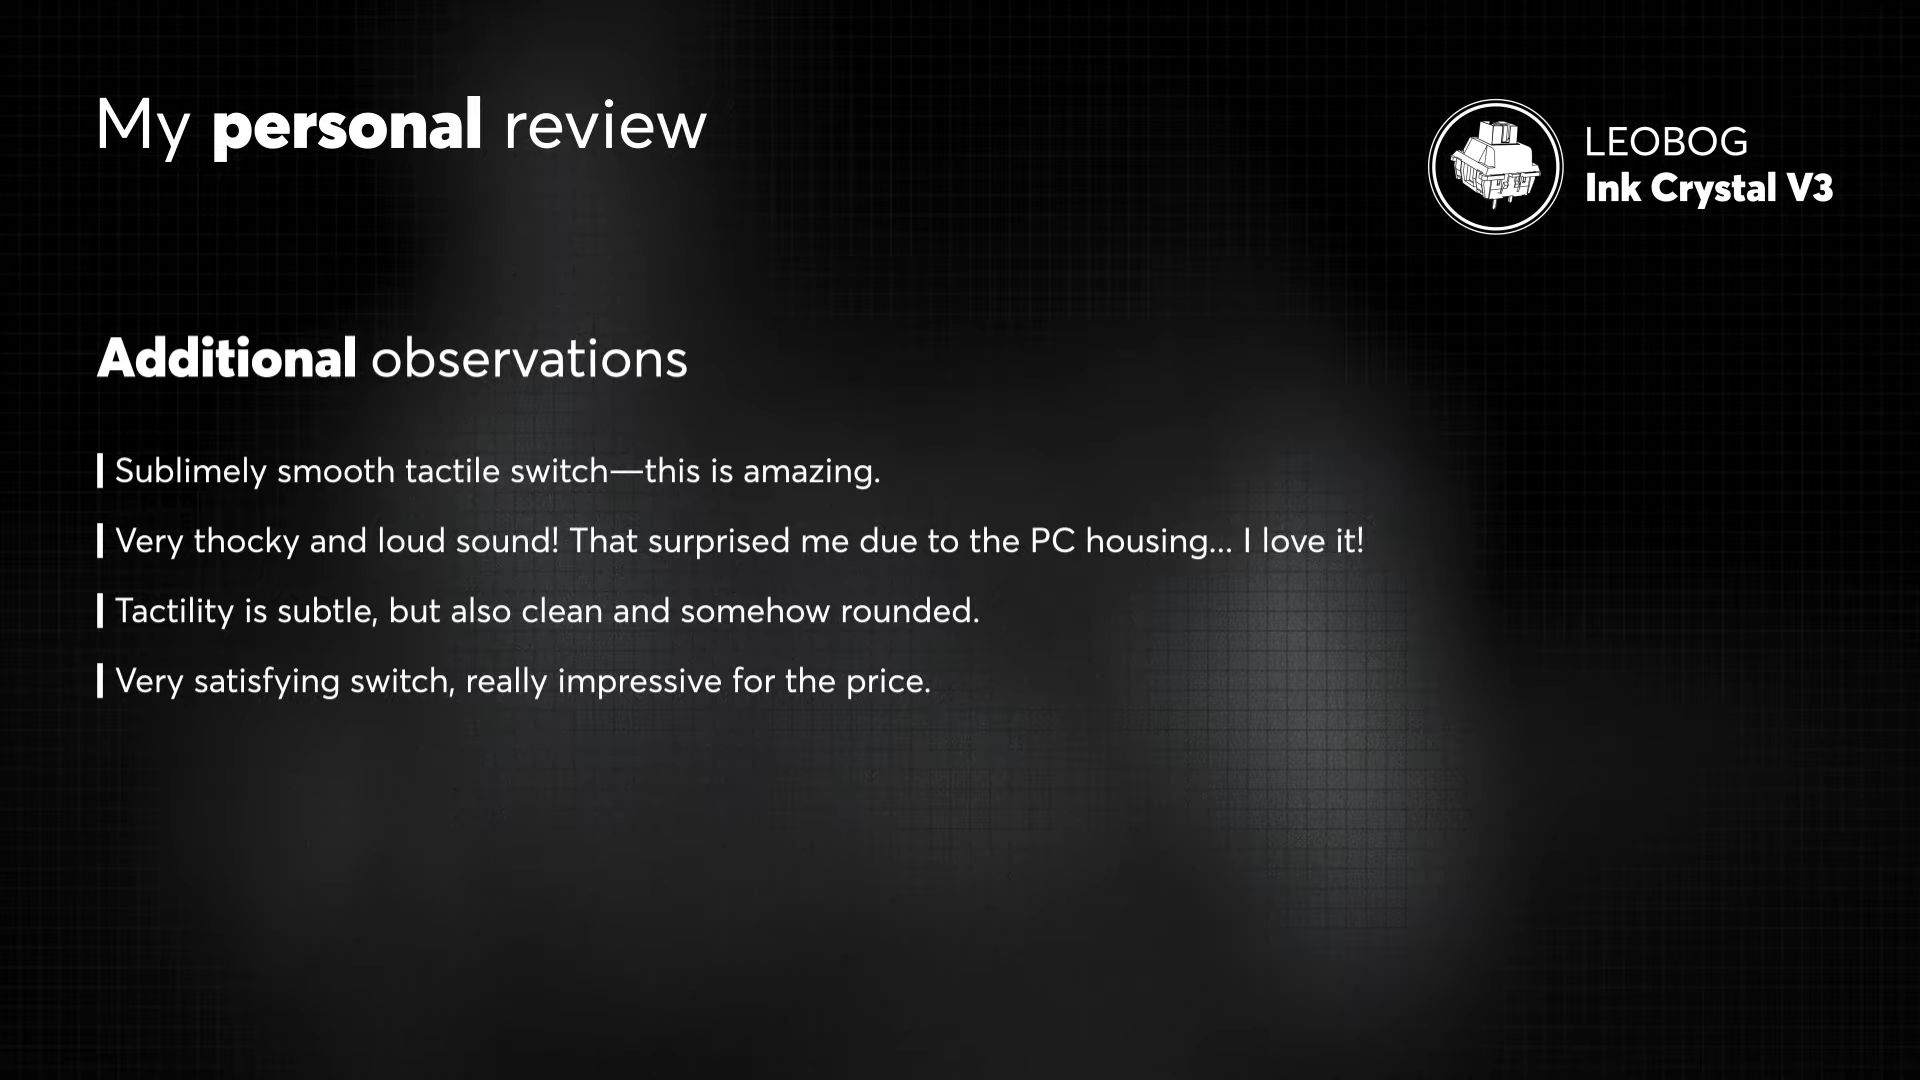 My personal review
LEOBOG
Ink Crystal V3
Additional observations
Sublimely smooth tactile switch—this is amazing.
Very thocky and loud sound! That surprised me due to the PC housing... I love it!
Tactility is subtle, but also clean and somehow rounded.
Very satisfying switch, really impressive for the price.